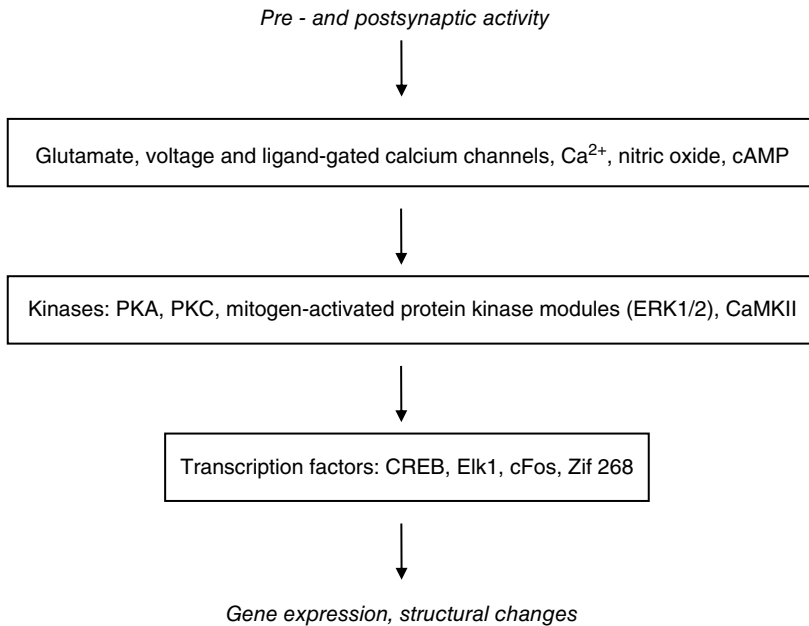 Pre - and postsynaptic activity
Glutamate, voltage and ligand-gated calcium channels, Ca²⁺, nitric oxide, cAMP
Kinases: PKA, PKC, mitogen-activated protein kinase modules (ERK1/2), CaMKII
Transcription factors: CREB, Elk1, cFos, Zif 268
Gene expression, structural changes